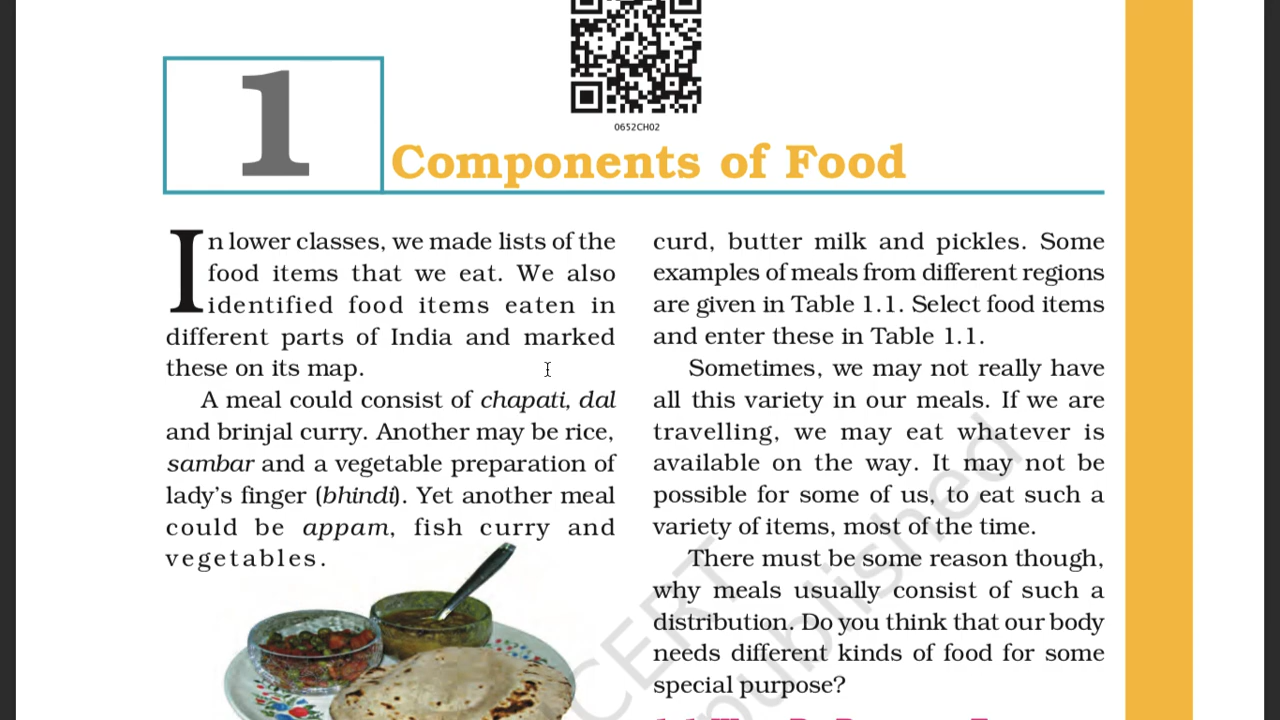 0652CH02
1
Components of Food
In lower classes, we made lists of the
food items that we eat. We also
identified food items eaten in
different parts of India and marked
these on its map.
A meal could consist of chapati, dal
and brinjal curry. Another may be rice,
sambar and a vegetable preparation of
lady's finger (bhindi). Yet another meal
could be appam, fish curry and
vegetables.
curd, butter milk and pickles. Some
examples of meals from different regions
are given in Table 1.1. Select food items
and enter these in Table 1.1.
Sometimes, we may not really have
all this variety in our meals. If we are
travelling, we may eat whatever is
available on the way. It may not be
possible for some of us, to eat such a
variety of items, most of the time.
There must be some reason though,
why meals usually consist of such a
distribution. Do you think that our body
needs different kinds of food for some
special purpose?